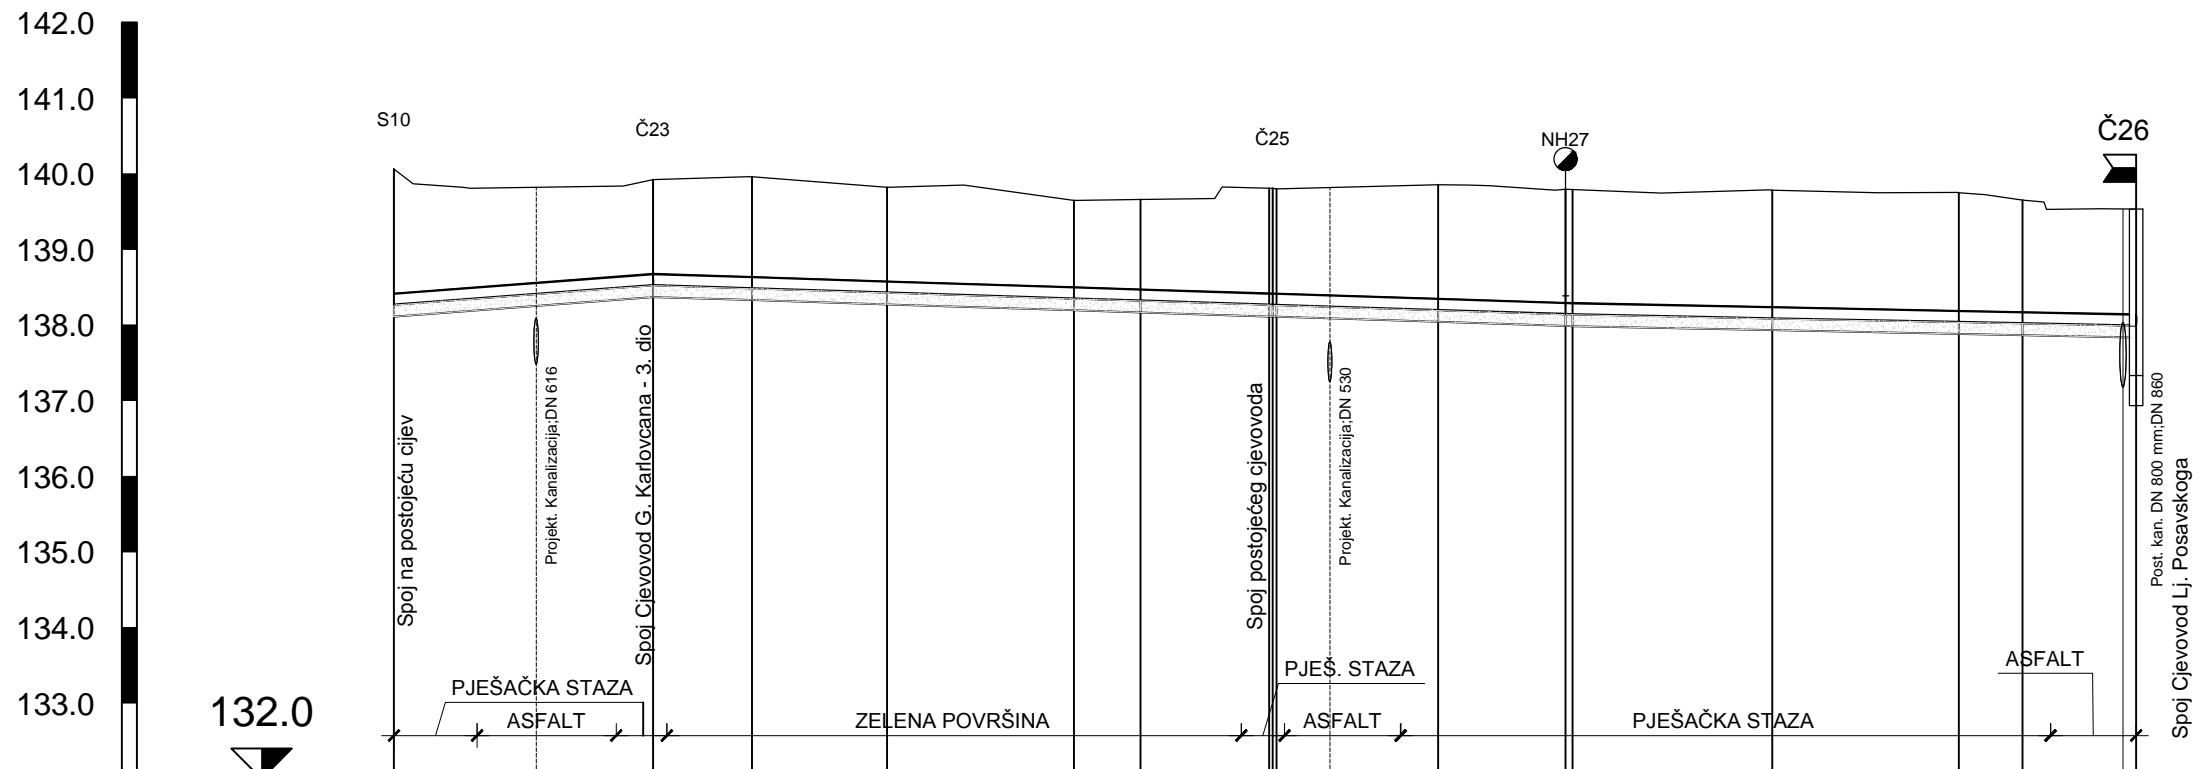 142.0
141.0
140.0
139.0
138.0
137.0
136.0
135.0
134.0
133.0
132.0
S10
Č23
Č25
NH27
Č26
Spoj na postojeću cijev
Projekt. Kanalizacija;DN 616
Spoj Cjevovod G. Karlovcana - 3. dio
Spoj postojećeg cjevovoda
Projekt. Kanalizacija;DN 530
Post. kan. DN 800 mm;DN 860
Spoj Cjevovod Lj. Posavskoga
PJEŠAČKA STAZA
ASFALT
ZELENA POVRŠINA
PJEŠ. STAZA
ASFALT
PJEŠAČKA STAZA
ASFALT